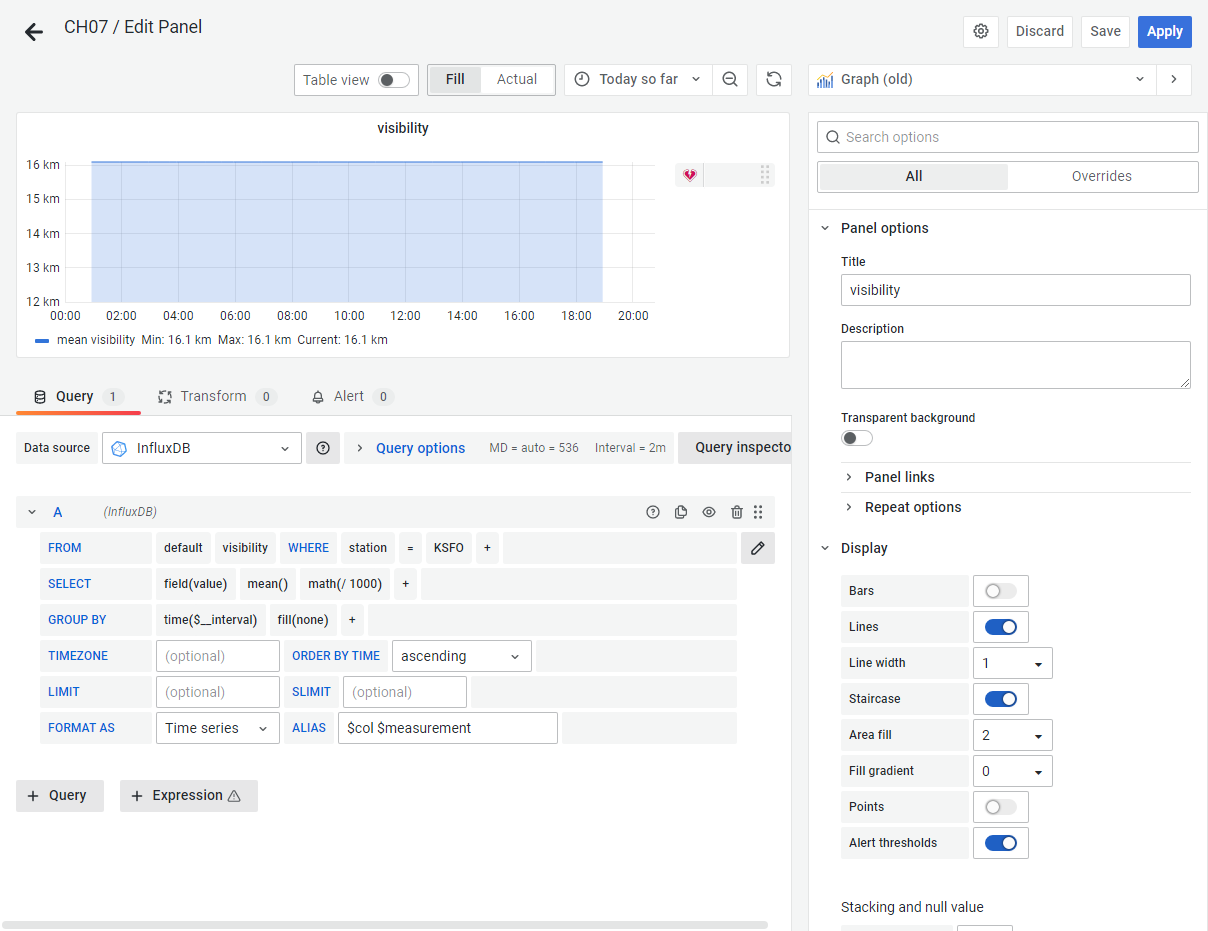 CH07 / Edit Panel
Discard Save Apply
Table view Fill Actual Today so far Graph (old)
visibility
16 km
15 km
14 km
13 km
12 km
00:00 02:00 04:00 06:00 08:00 10:00 12:00 14:00 16:00 18:00 20:00
mean visibility Min: 16.1 km Max: 16.1 km Current: 16.1 km
Query 1 Transform 0 Alert 0
Data source InfluxDB Query options MD = auto = 536 Interval = 2m Query inspecto
A (InfluxDB)
FROM default visibility WHERE station = KSFO +
SELECT field(value) mean() math(/ 1000) +
GROUP BY time($__interval) fill(none) +
TIMEZONE (optional) ORDER BY TIME ascending
LIMIT (optional) SLIMIT (optional)
FORMAT AS Time series ALIAS $col $measurement
+ Query + Expression
Search options
All Overrides
Panel options
Title
visibility
Description
Transparent background
Panel links
Repeat options
Display
Bars
Lines
Line width 1
Staircase
Area fill 2
Fill gradient 0
Points
Alert thresholds
Stacking and null value